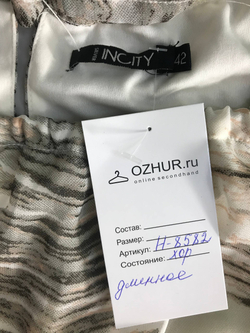 INCITY
42
OZHUR.ru
online secondhand
Состав:
Размер:
Артикул: Н-8582
Состояние: хор
длинное